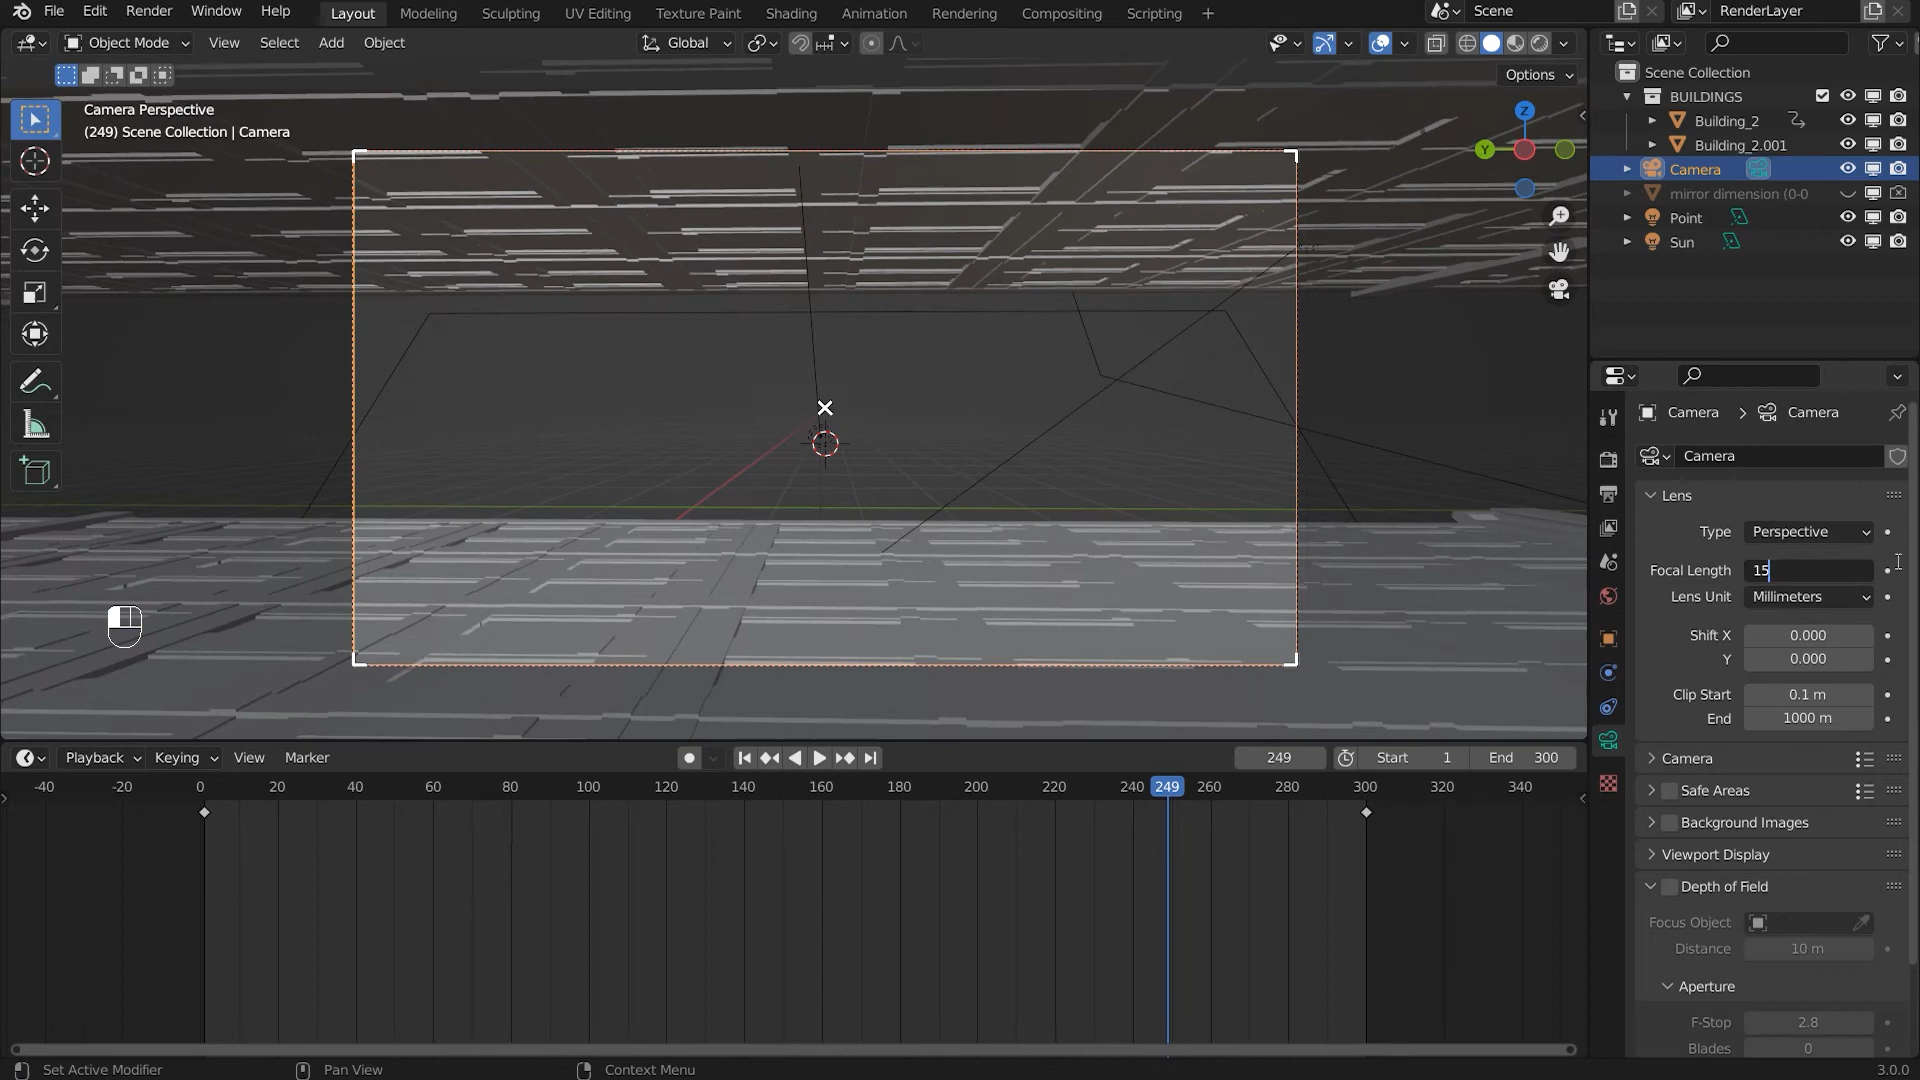 File Edit Render Window Help Layout Modeling Sculpting UV Editing Texture Paint Shading Animation Rendering Compositing Scripting + Scene RenderLayer
Object Mode View Select Add Object Global
Options
Camera Perspective
(249) Scene Collection | Camera
Z
Y
Scene Collection
BUILDINGS
Building_2
Building_2.001
Camera
mirror dimension (0-0
Point
Sun
Camera > Camera
Camera
Lens
Type Perspective
Focal Length 15
Lens Unit Millimeters
Shift X 0.000
Y 0.000
Clip Start 0.1 m
End 1000 m
Camera
Safe Areas
Background Images
Viewport Display
Depth of Field
Focus Object
Distance 10 m
Aperture
F-Stop 2.8
Blades 0
Playback Keying View Marker 249 Start 1 End 300
-40 -20 0 20 40 60 80 100 120 140 160 180 200 220 240 249 260 280 300 320 340
Set Active Modifier Pan View Context Menu 3.0.0